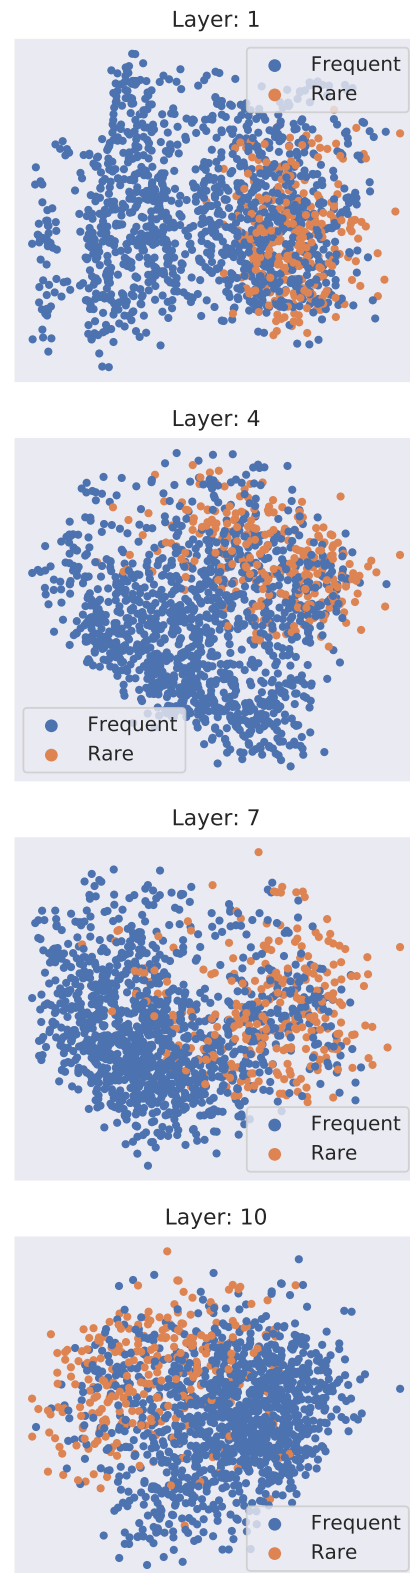 Layer: 1
Frequent
Rare
Layer: 4
Frequent
Rare
Layer: 7
Frequent
Rare
Layer: 10
Frequent
Rare